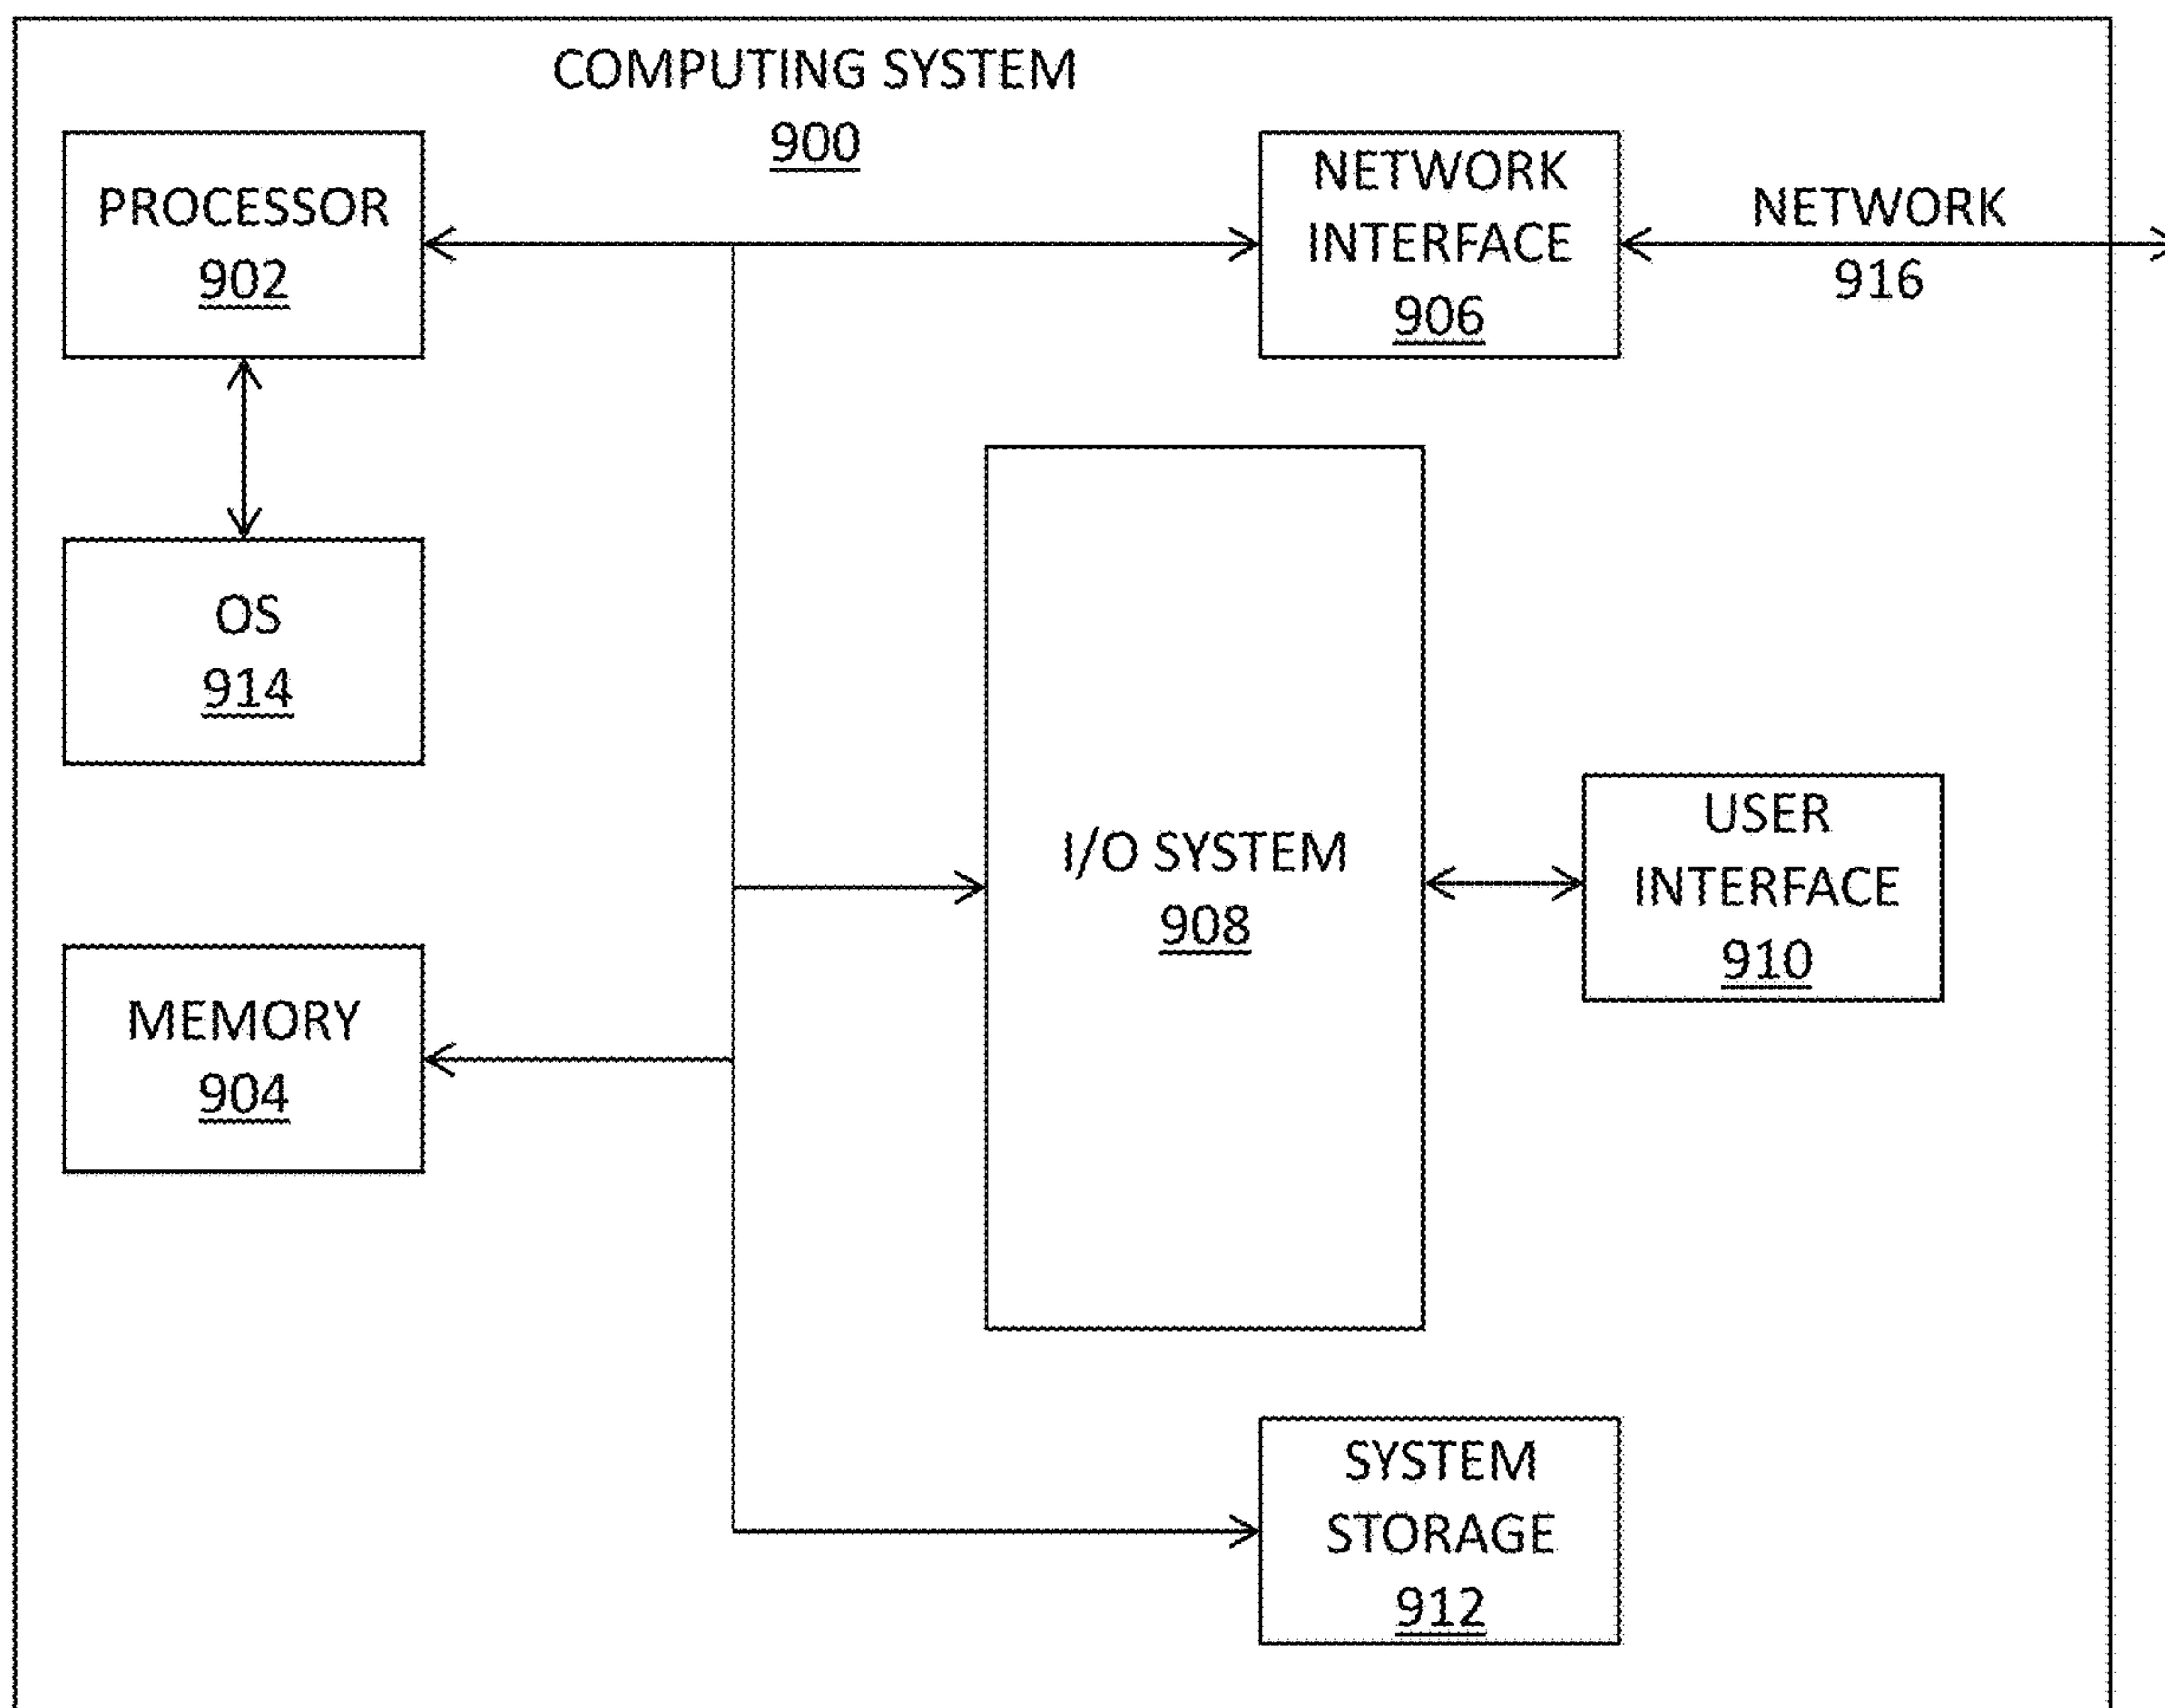 COMPUTING SYSTEM
900
PROCESSOR
902
NETWORK
INTERFACE
906
NETWORK
916
OS
914
I/O SYSTEM
908
USER
INTERFACE
910
MEMORY
904
SYSTEM
STORAGE
912